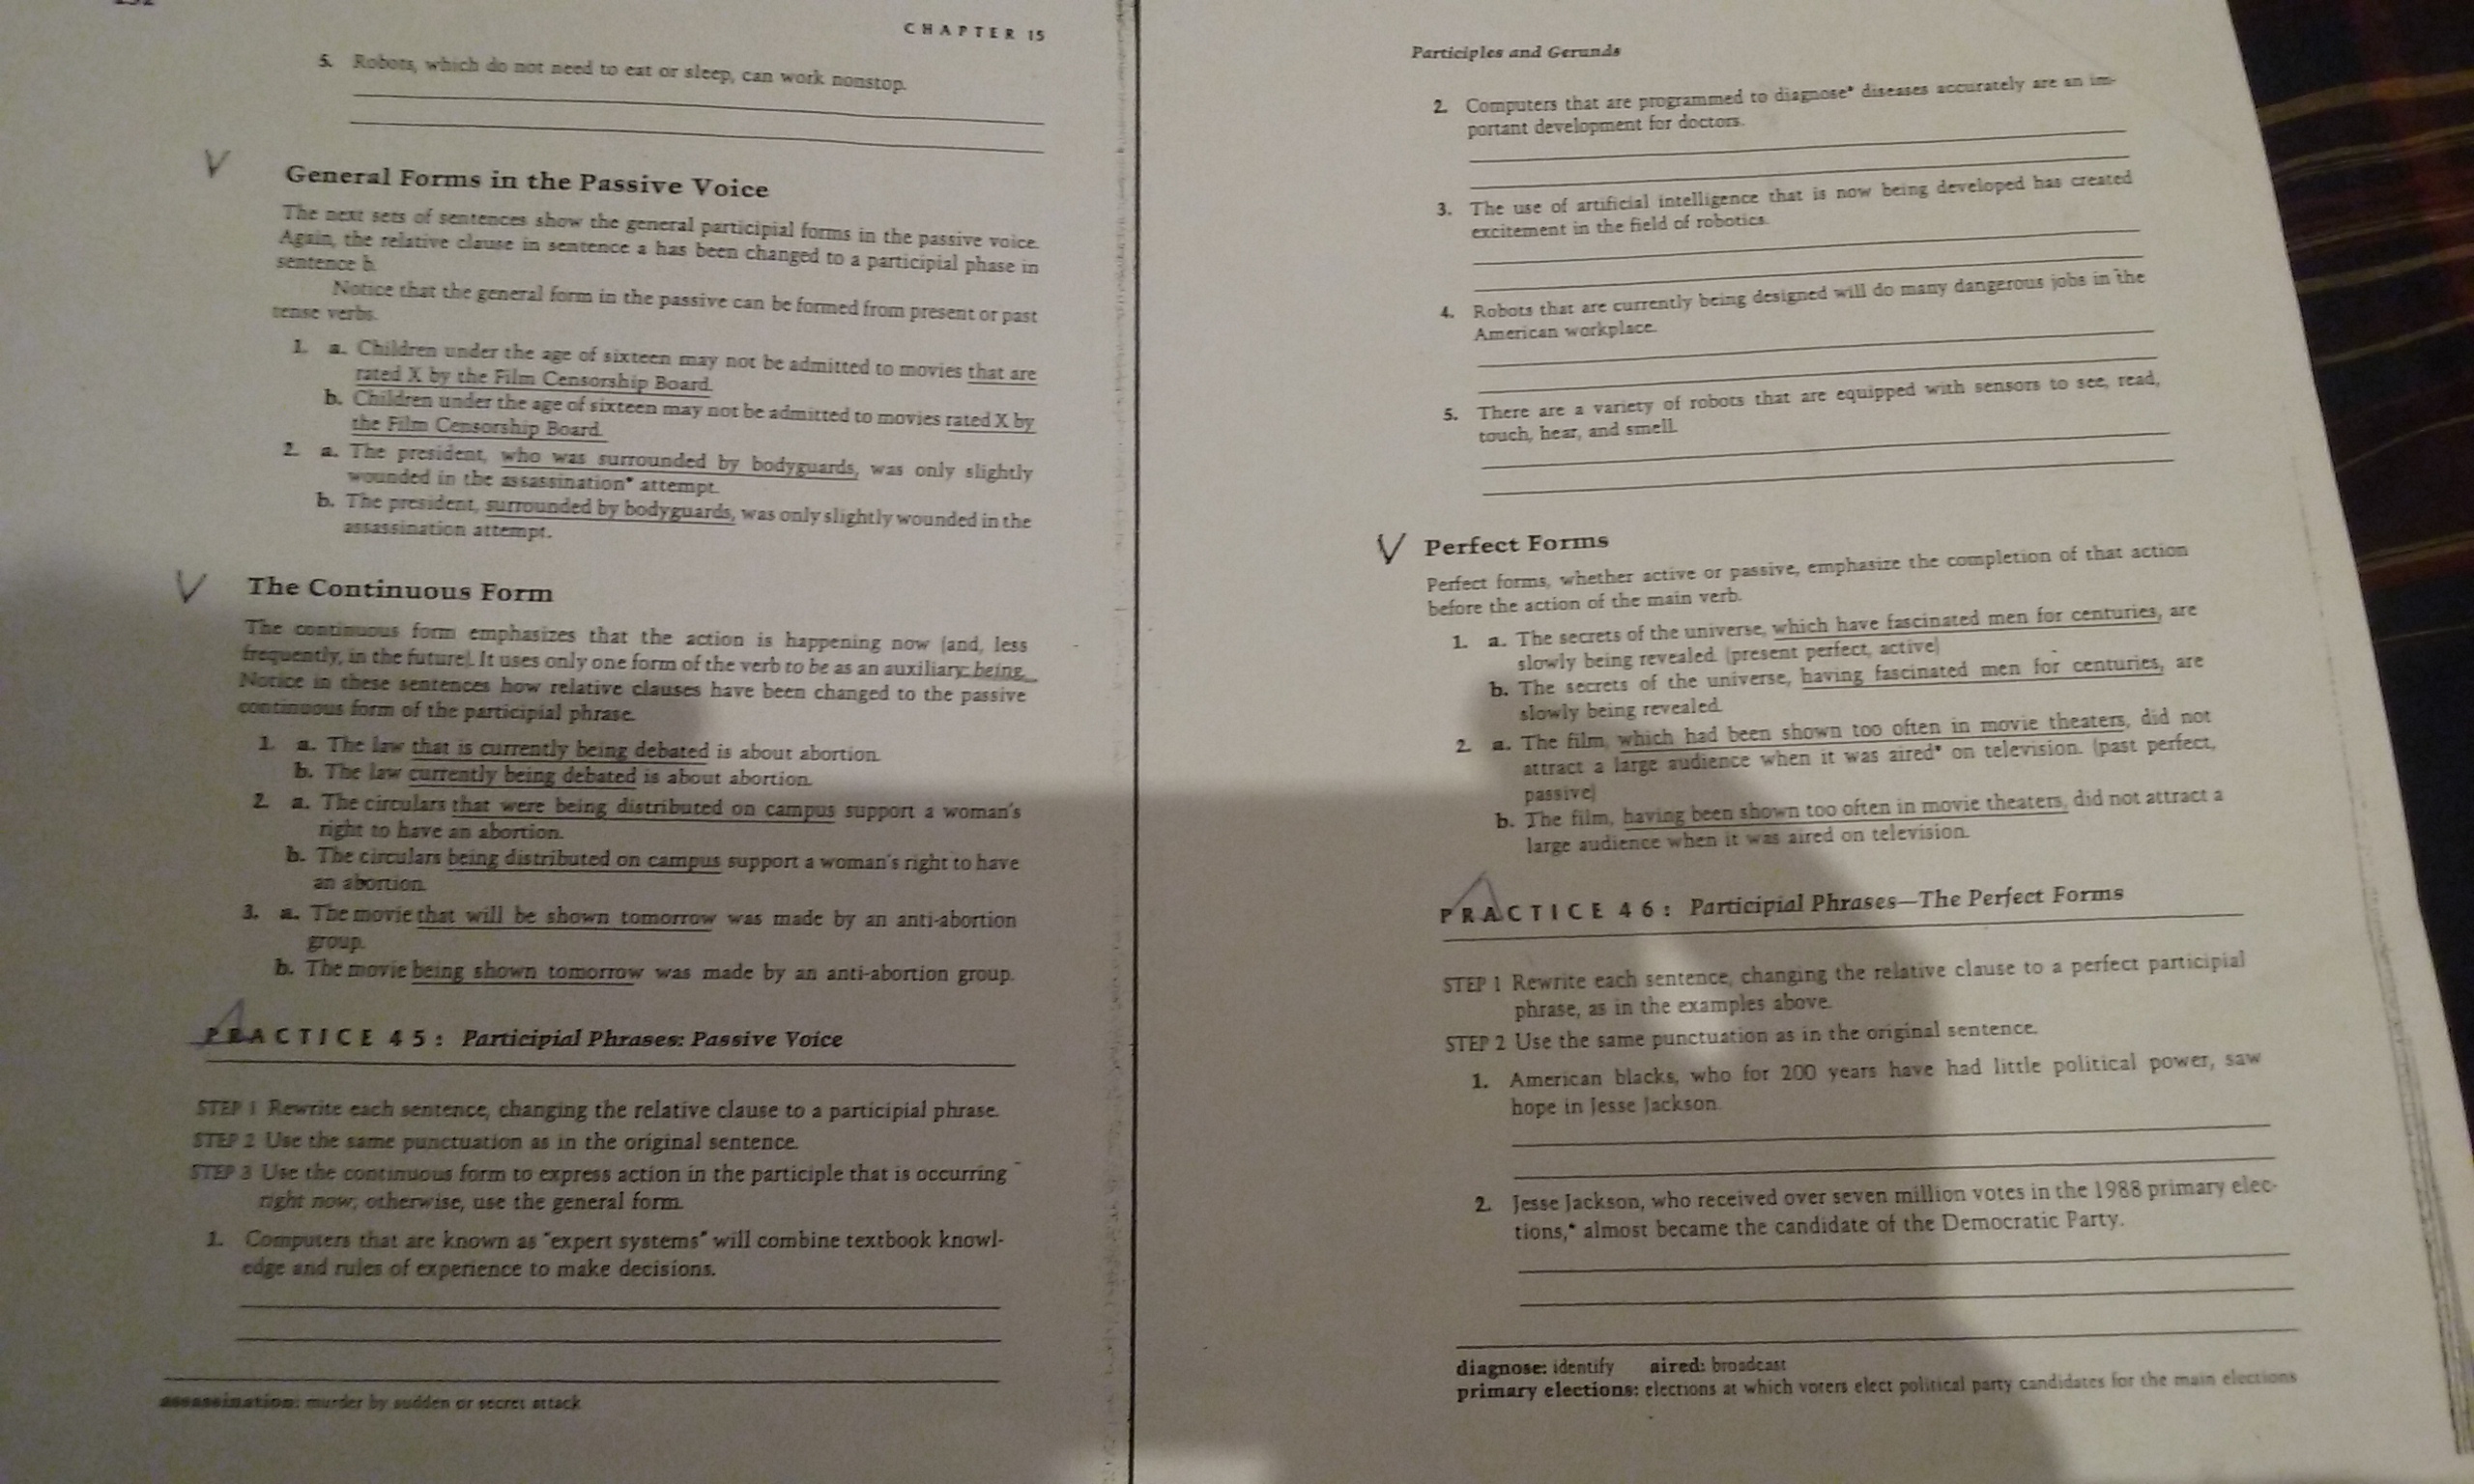 CHAPTER 15
5. Robots, which do not need to eat or sleep, can work nonstop.
General Forms in the Passive Voice
The next sets of sentences show the general participial forms in the passive voice.
Again, the relative clause in sentence a has been changed to a participial phase in
sentence b.
Notice that the general form in the passive can be formed from present or past
tense verbs.
1. a. Children under the age of sixteen may not be admitted to movies that are
rated X by the Film Censorship Board.
b. Children under the age of sixteen may not be admitted to movies rated X by
the Film Censorship Board.
2. a. The president, who was surrounded by bodyguards, was only slightly
wounded in the assassination* attempt.
b. The president, surrounded by bodyguards, was only slightly wounded in the
assassination attempt.
The Continuous Form
The continuous form emphasizes that the action is happening now (and, less
frequently, in the future). It uses only one form of the verb to be as an auxiliary: being.
Notice in these sentences how relative clauses have been changed to the passive
continuous form of the participial phrase.
1. a. The law that is currently being debated is about abortion.
b. The law currently being debated is about abortion.
2. a. The circulars that were being distributed on campus support a woman's
right to have an abortion.
b. The circulars being distributed on campus support a woman's right to have
an abortion.
3. a. The movie that will be shown tomorrow was made by an anti-abortion
group.
b. The movie being shown tomorrow was made by an anti-abortion group.
PRACTICE 45: Participial Phrases: Passive Voice
STEP 1 Rewrite each sentence, changing the relative clause to a participial phrase.
STEP 2 Use the same punctuation as in the original sentence.
STEP 3 Use the continuous form to express action in the participle that is occurring
right now; otherwise, use the general form.
1. Computers that are known as "expert systems" will combine textbook knowl-
edge and rules of experience to make decisions.
assassination: murder by sudden or secret attack
Participles and Gerunds
2. Computers that are programmed to diagnose* diseases accurately are an im-
portant development for doctors.
3. The use of artificial intelligence that is now being developed has created
excitement in the field of robotics.
4. Robots that are currently being designed will do many dangerous jobs in the
American workplace.
5. There are a variety of robots that are equipped with sensors to see, read,
touch, hear, and smell.
Perfect Forms
Perfect forms, whether active or passive, emphasize the completion of that action
before the action of the main verb.
1. a. The secrets of the universe, which have fascinated men for centuries, are
slowly being revealed. (present perfect, active)
b. The secrets of the universe, having fascinated men for centuries, are
slowly being revealed.
2. a. The film, which had been shown too often in movie theaters, did not
attract a large audience when it was aired* on television. (past perfect,
passive)
b. The film, having been shown too often in movie theaters, did not attract a
large audience when it was aired on television.
PRACTICE 46: Participial Phrases—The Perfect Forms
STEP 1 Rewrite each sentence, changing the relative clause to a perfect participial
phrase, as in the examples above.
STEP 2 Use the same punctuation as in the original sentence.
1. American blacks, who for 200 years have had little political power, saw
hope in Jesse Jackson.
2. Jesse Jackson, who received over seven million votes in the 1988 primary elec-
tions,* almost became the candidate of the Democratic Party.
diagnose: identify aired: broadcast
primary elections: elections at which voters elect political party candidates for the main elections